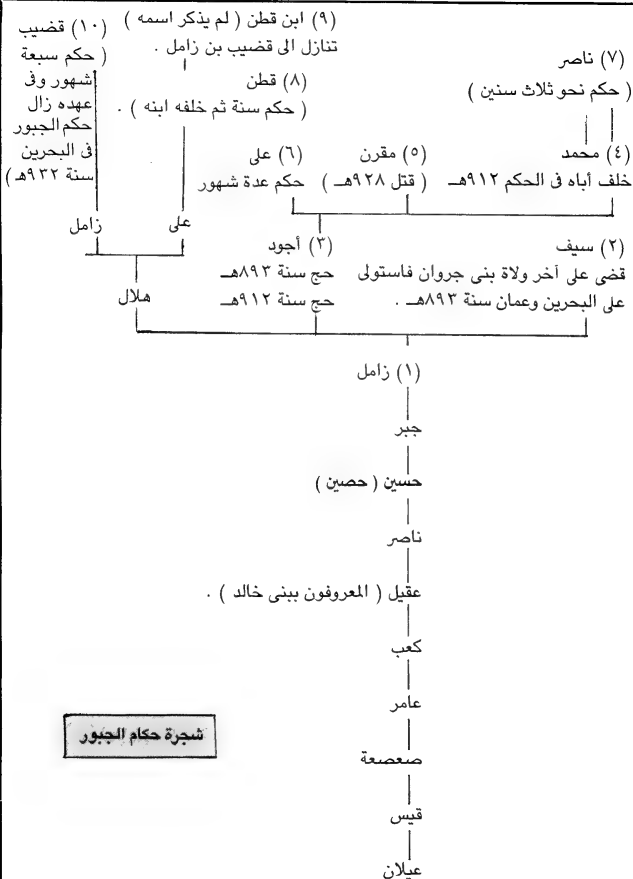 (٩) ابن قطن ( لم يذكر اسمه )
تنازل الى قضيب بن زامل .
(١٠) قضيب
( حكم سبعة
شهور وفى
عهده زال
حكم الجبور
فى البحرين
سنة ٩٣٢هـ )
(٧) ناصر
( حكم نحو ثلاث سنين )
(٨) قطن
( حكم سنة ثم خلفه ابنه ) .
(٤) محمد
خلف أباه فى الحكم ٩١٢هـ
(٥) مقرن
( قتل ٩٢٨هـ )
(٦) على
حكم عدة شهور
على
زامل
(٢) سيف
قضى على آخر ولاة بنى جروان فاستولى
على البحرين وعمان سنة ٨٩٣هـ .
(٣) أجود
حج سنة ٨٩٣هـ
حج سنة ٩١٢هـ
هلال
(١) زامل
جبر
حسين ( حصين )
ناصر
عقيل ( المعروفون ببنى خالد ) .
كعب
عامر
شجرة حكام الجبور
صعصعة
قيس
عيلان